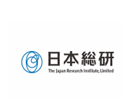 日本総研
The Japan Research Institute, Limited